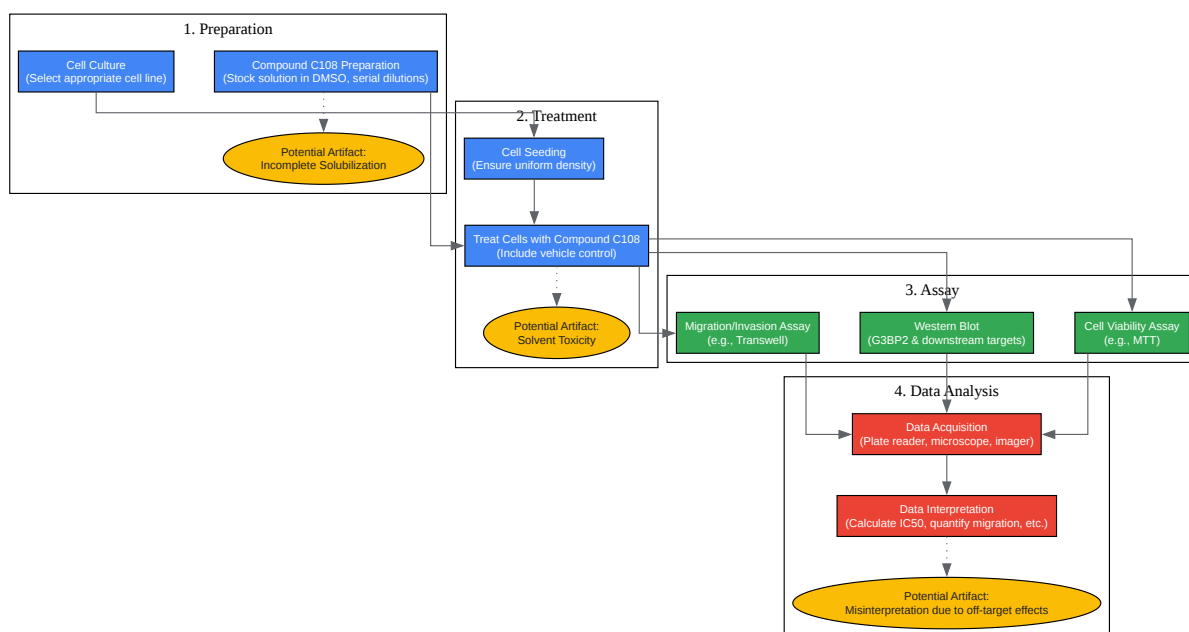 1. Preparation
Cell Culture
(Select appropriate cell line)
Compound C108 Preparation
(Stock solution in DMSO, serial dilutions)
Potential Artifact:
Incomplete Solubilization
2. Treatment
Cell Seeding
(Ensure uniform density)
Treat Cells with Compound C108
(Include vehicle control)
Potential Artifact:
Solvent Toxicity
3. Assay
Migration/Invasion Assay
(e.g., Transwell)
Western Blot
(G3BP2 & downstream targets)
Cell Viability Assay
(e.g., MTT)
4. Data Analysis
Data Acquisition
(Plate reader, microscope, imager)
Data Interpretation
(Calculate IC50, quantify migration, etc.)
Potential Artifact:
Misinterpretation due to off-target effects